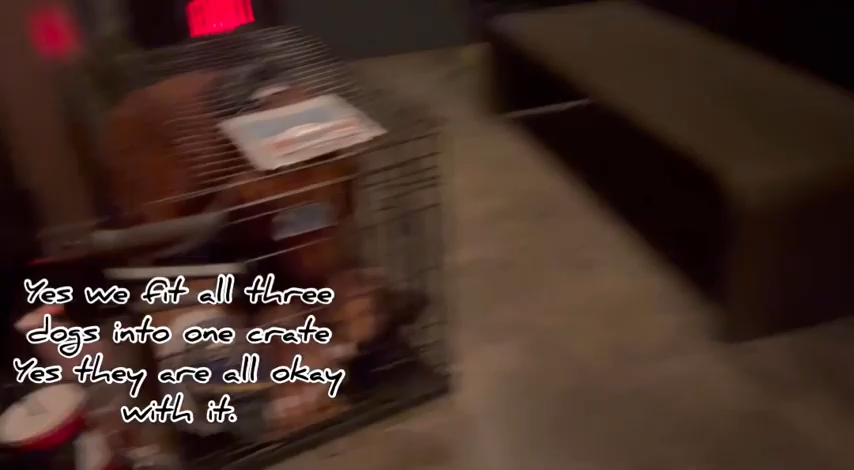 Yes we fit all three
dogs into one crate
Yes they are all okay
with it.